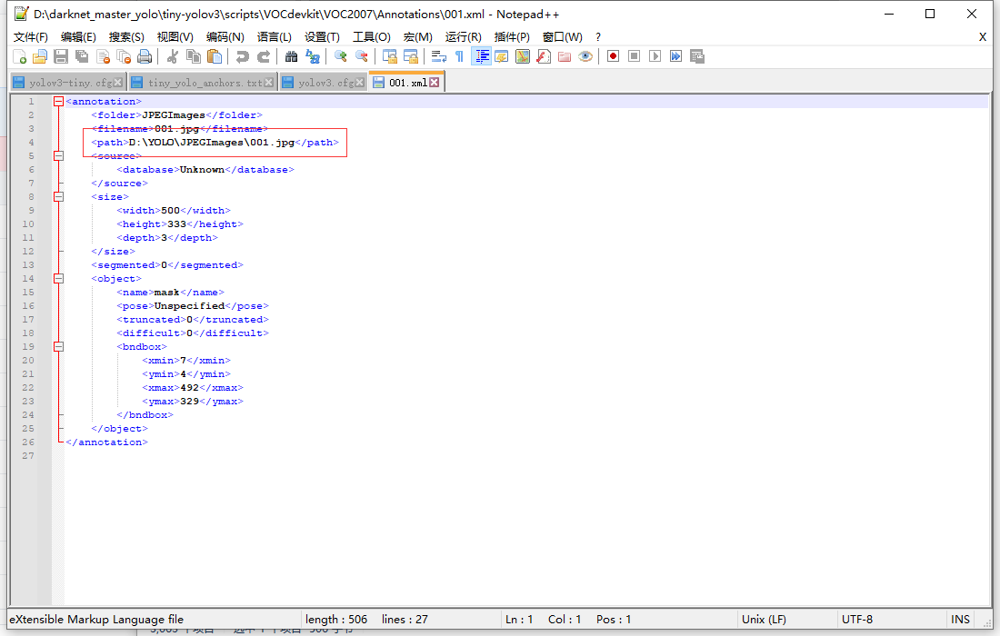 D:\darknet_master_yolo\tiny-yolov3\scripts\VOCdevkit\VOC2007\Annotations\001.xml - Notepad++
文件(F) 编辑(E) 搜索(S) 视图(V) 编码(N) 语言(L) 设置(T) 工具(O) 宏(M) 运行(R) 插件(P) 窗口(W) ? X
yolov3-tiny.cfg tiny_yolo_anchors.txt yolov3.cfg 001.xml
1 <annotation>
2 <folder>JPEGImages</folder>
3 <filename>001.jpg</filename>
4 <path>D:\YOLO\JPEGImages\001.jpg</path>
5 <source>
6 <database>Unknown</database>
7 </source>
8 <size>
9 <width>500</width>
10 <height>333</height>
11 <depth>3</depth>
12 </size>
13 <segmented>0</segmented>
14 <object>
15 <name>mask</name>
16 <pose>Unspecified</pose>
17 <truncated>0</truncated>
18 <difficult>0</difficult>
19 <bndbox>
20 <xmin>7</xmin>
21 <ymin>4</ymin>
22 <xmax>492</xmax>
23 <ymax>329</ymax>
24 </bndbox>
25 </object>
26 </annotation>
27
eXtensible Markup Language file length : 506 lines : 27 Ln : 1 Col : 1 Pos : 1 Unix (LF) UTF-8 INS